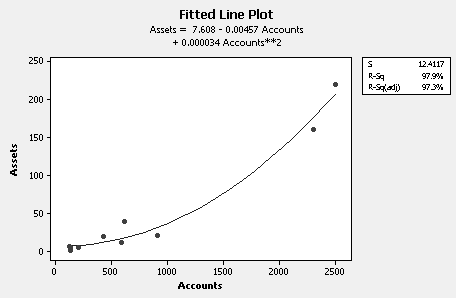 Fitted Line Plot
Assets = 7.608 - 0.00457 Accounts
+ 0.000034 Accounts**2
S 12.4117
R-Sq 97.9%
R-Sq(adj) 97.3%
250
200
150
100
50
0
Assets
0 500 1000 1500 2000 2500
Accounts